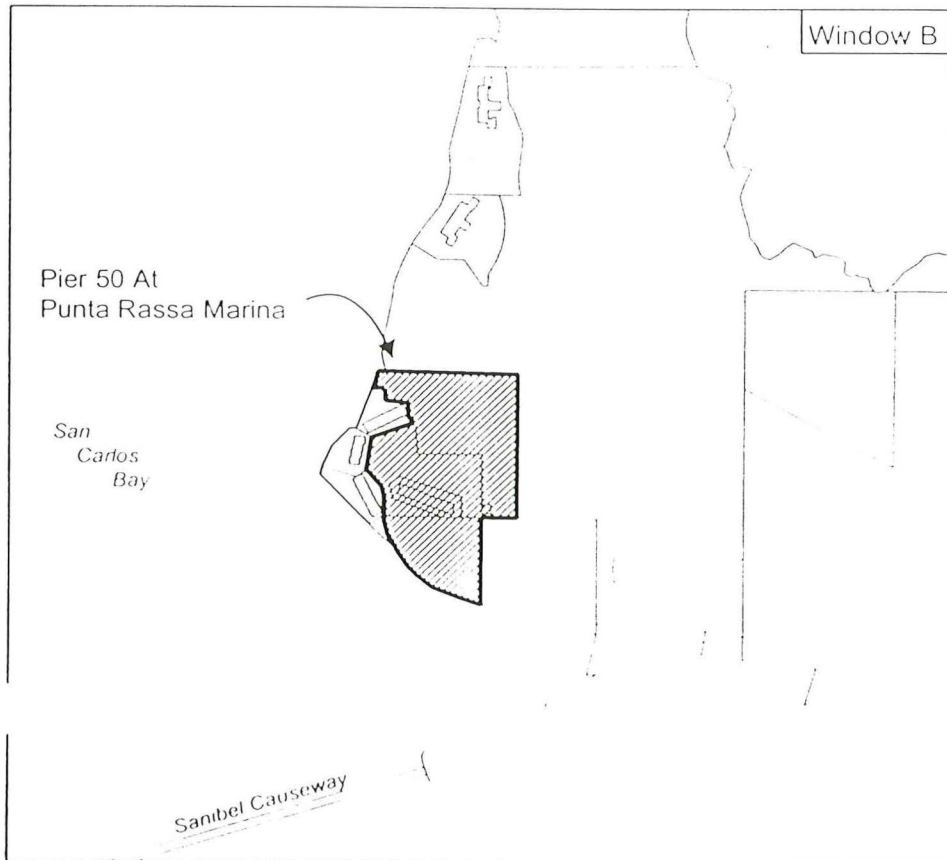 Window B
Pier 50 At
Punta Rassa Marina
San
Carlos
Bay
Sanibel Causeway